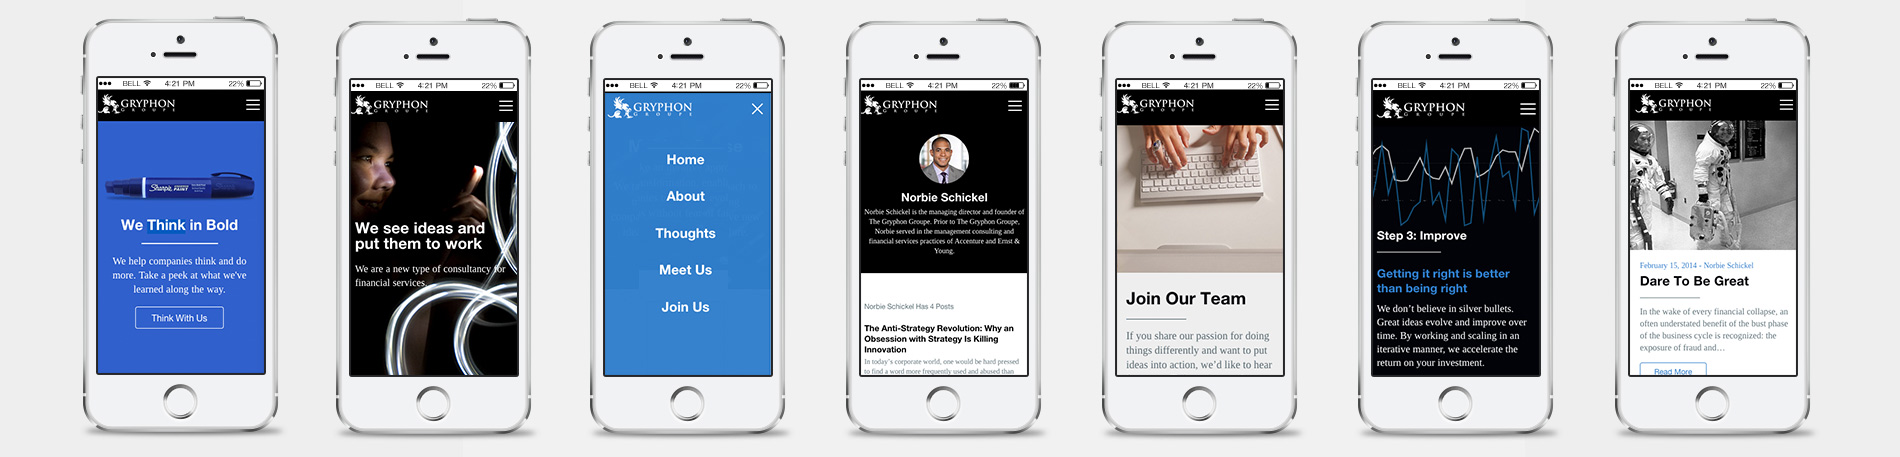 BELL 4:21 PM 22%
GRYPHON
GROUPE
Sharpie
PAINT
We Think in Bold
We help companies think and do
more. Take a peek at what we've
learned along the way.
Think With Us
BELL 4:21 PM 22%
GRYPHON
GROUPE
We see ideas and
put them to work
We are a new type of consultancy for
financial services.
BELL 4:21 PM 22%
GRYPHON
GROUPE
Home
About
Thoughts
Meet Us
Join Us
BELL 4:21 PM 22%
GRYPHON
GROUPE
Norbie Schickel
Norbie Schickel is the managing director and founder of
The Gryphon Groupe. Prior to The Gryphon Groupe,
Norbie served in the management consulting and
financial services practices of Accenture and Ernst &
Young.
Norbie Schickel Has 4 Posts
The Anti-Strategy Revolution: Why an
Obsession with Strategy Is Killing
Innovation
In today's corporate world, one would be hard pressed
to find a word more frequently used and abused than
BELL 4:21 PM 22%
GRYPHON
GROUPE
Join Our Team
If you share our passion for doing
things differently and want to put
ideas into action, we'd like to hear
BELL 4:21 PM 22%
GRYPHON
GROUPE
Step 3: Improve
Getting it right is better
than being right
We don't believe in silver bullets.
Great ideas evolve and improve over
time. By working and scaling in an
iterative manner, we accelerate the
return on your investment.
BELL 4:21 PM 22%
GRYPHON
GROUPE
February 15, 2014 - Norbie Schickel
Dare To Be Great
In the wake of every financial collapse, an
often understated benefit of the bust phase
of the business cycle is recognized: the
exposure of fraud and…
Read More